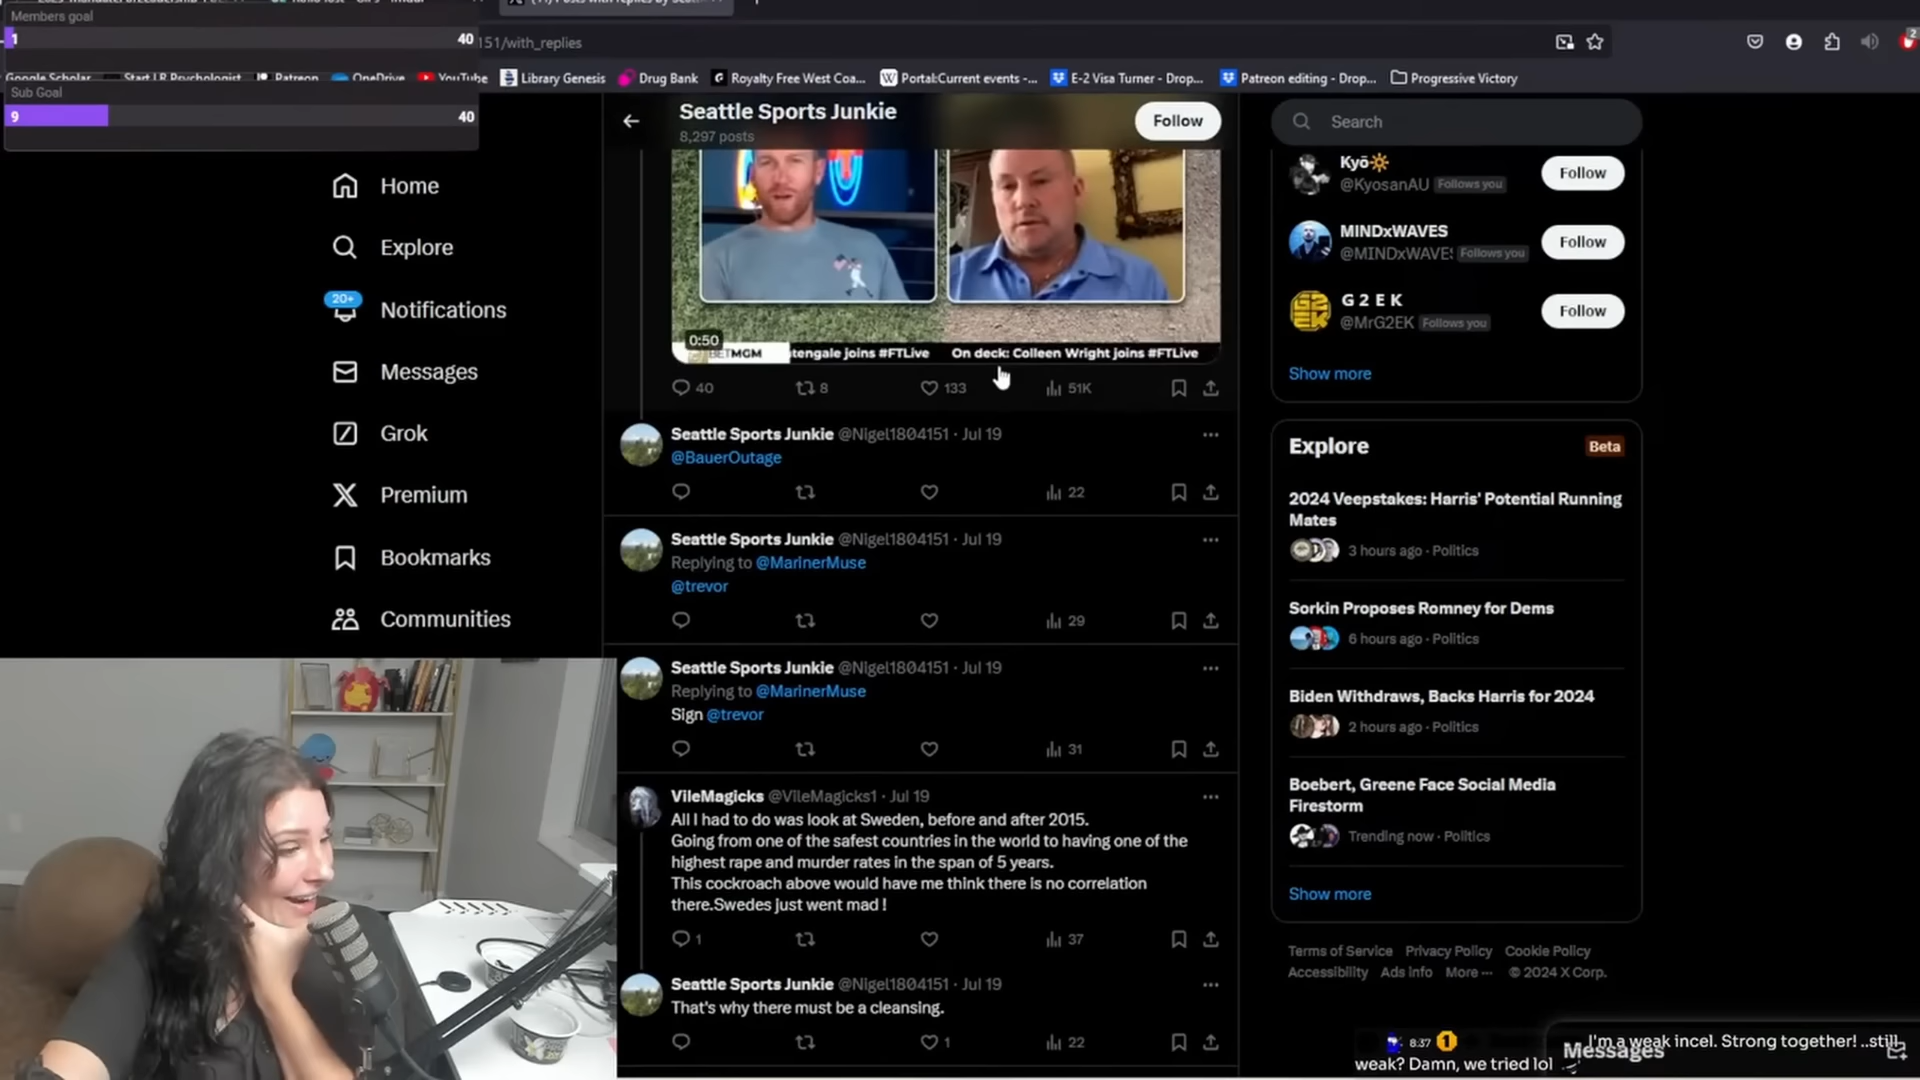 Members goal
1 40
Sub Goal
9 40
151/with_replies
2
Google Scholar
Start LR Psychologist
Patreon
OneDrive
YouTube
Library Genesis
Drug Bank
Royalty Free West Coa...
Portal:Current events -...
E-2 Visa Turner - Drop...
Patreon editing - Drop...
Progressive Victory
Home
Explore
20+
Notifications
Messages
Grok
Premium
Bookmarks
Communities
Seattle Sports Junkie
8,297 posts
Follow
0:50
BETMGM
tengale joins #FTLive On deck: Colleen Wright joins #FTLive
40 8 133 51K
Seattle Sports Junkie @Nigel1804151 · Jul 19
@BauerOutage
22
Seattle Sports Junkie @Nigel1804151 · Jul 19
Replying to @MarinerMuse
@trevor
29
Seattle Sports Junkie @Nigel1804151 · Jul 19
Replying to @MarinerMuse
Sign @trevor
31
VileMagicks @VileMagicks1 · Jul 19
All I had to do was look at Sweden, before and after 2015.
Going from one of the safest countries in the world to having one of the
highest rape and murder rates in the span of 5 years.
This cockroach above would have me think there is no correlation
there.Swedes just went mad !
1 37
Seattle Sports Junkie @Nigel1804151 · Jul 19
That's why there must be a cleansing.
1 22
Search
Kyō
@KyosanAU Follows you
Follow
MINDxWAVES
@MINDxWAVE Follows you
Follow
G 2 E K
@MrG2EK Follows you
Follow
Show more
Explore
Beta
2024 Veepstakes: Harris' Potential Running
Mates
3 hours ago · Politics
Sorkin Proposes Romney for Dems
6 hours ago · Politics
Biden Withdraws, Backs Harris for 2024
2 hours ago · Politics
Boebert, Greene Face Social Media
Firestorm
Trending now · Politics
Show more
Terms of Service Privacy Policy Cookie Policy
Accessibility Ads info More ··· © 2024 X Corp.
8:37 1 I'm a weak incel. Strong together! ..still
weak? Damn, we tried lol
Messages